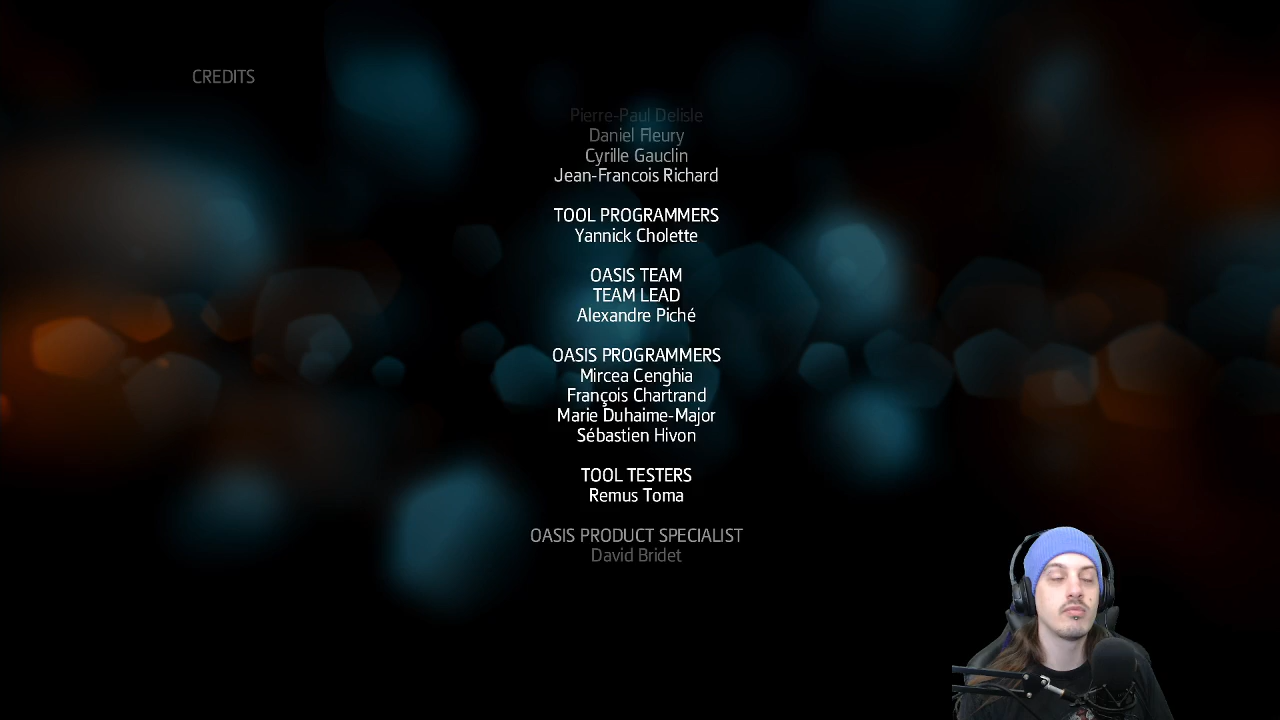 CREDITS
Pierre-Paul Delisle
Daniel Fleury
Cyrille Gauclin
Jean-Francois Richard
TOOL PROGRAMMERS
Yannick Cholette
OASIS TEAM
TEAM LEAD
Alexandre Piché
OASIS PROGRAMMERS
Mircea Cenghia
François Chartrand
Marie Duhaime-Major
Sébastien Hivon
TOOL TESTERS
Remus Toma
OASIS PRODUCT SPECIALIST
David Bridet